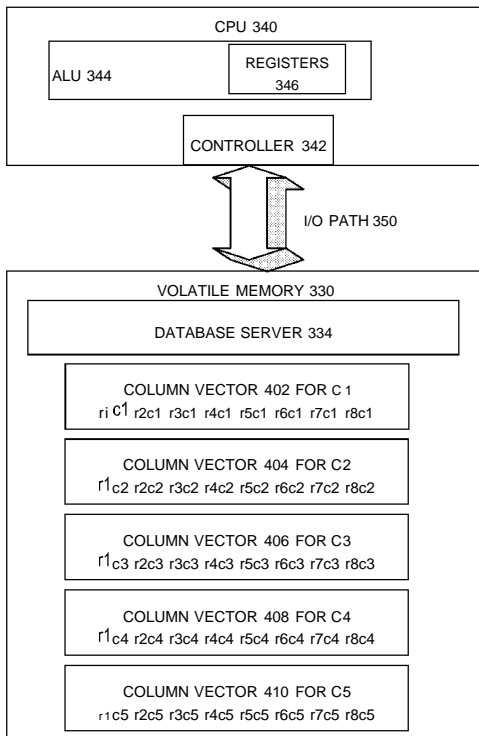 CPU 340
REGISTERS
346
ALU 344
CONTROLLER 342
I/O PATH 350
VOLATILE MEMORY 330
DATABASE SERVER 334
COLUMN VECTOR 402 FOR C 1
ri c1 r2c1 r3c1 r4c1 r5c1 r6c1 r7c1 r8c1
COLUMN VECTOR 404 FOR C2
r1c2 r2c2 r3c2 r4c2 r5c2 r6c2 r7c2 r8c2
COLUMN VECTOR 406 FOR C3
r1c3 r2c3 r3c3 r4c3 r5c3 r6c3 r7c3 r8c3
COLUMN VECTOR 408 FOR C4
r1c4 r2c4 r3c4 r4c4 r5c4 r6c4 r7c4 r8c4
COLUMN VECTOR 410 FOR C5
r1c5 r2c5 r3c5 r4c5 r5c5 r6c5 r7c5 r8c5